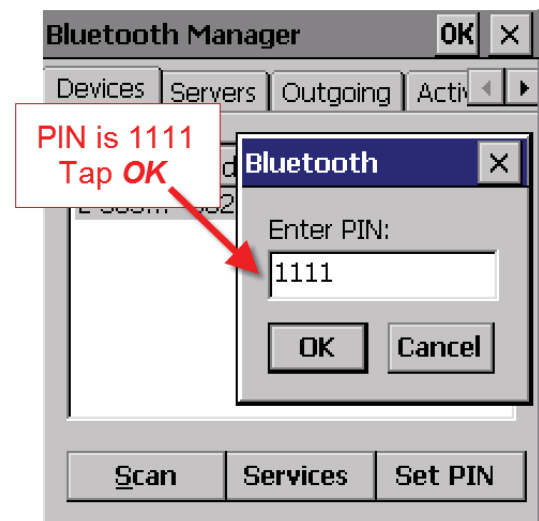 Bluetooth Manager OK
Devices Servers Outgoing
PIN is 1111
Tap OK
Bluetooth
Enter PIN:
1111
OK Cancel
Scan Services Set PIN